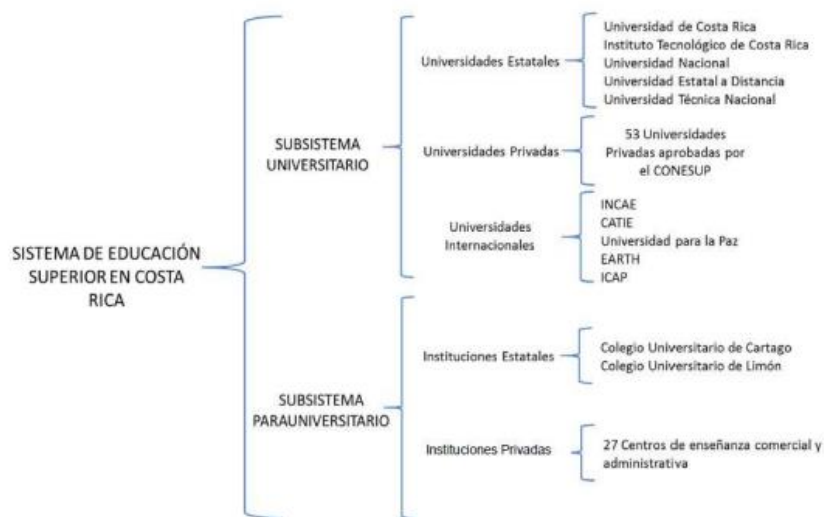 SISTEMA DE EDUCACIÓN
SUPERIOR EN COSTA
RICA
SUBSISTEMA
UNIVERSITARIO
Universidades Estatales
Universidad de Costa Rica
Instituto Tecnológico de Costa Rica
Universidad Nacional
Universidad Estatal a Distancia
Universidad Técnica Nacional
Universidades Privadas
53 Universidades
Privadas aprobadas por
el CONESUP
Universidades
Internacionales
INCAE
CATIE
Universidad para la Paz
EARTH
ICAP
SUBSISTEMA
PARAUNIVERSITARIO
Instituciones Estatales
Colegio Universitario de Cartago
Colegio Universitario de Limón
Instituciones Privadas
27 Centros de enseñanza comercial y
administrativa